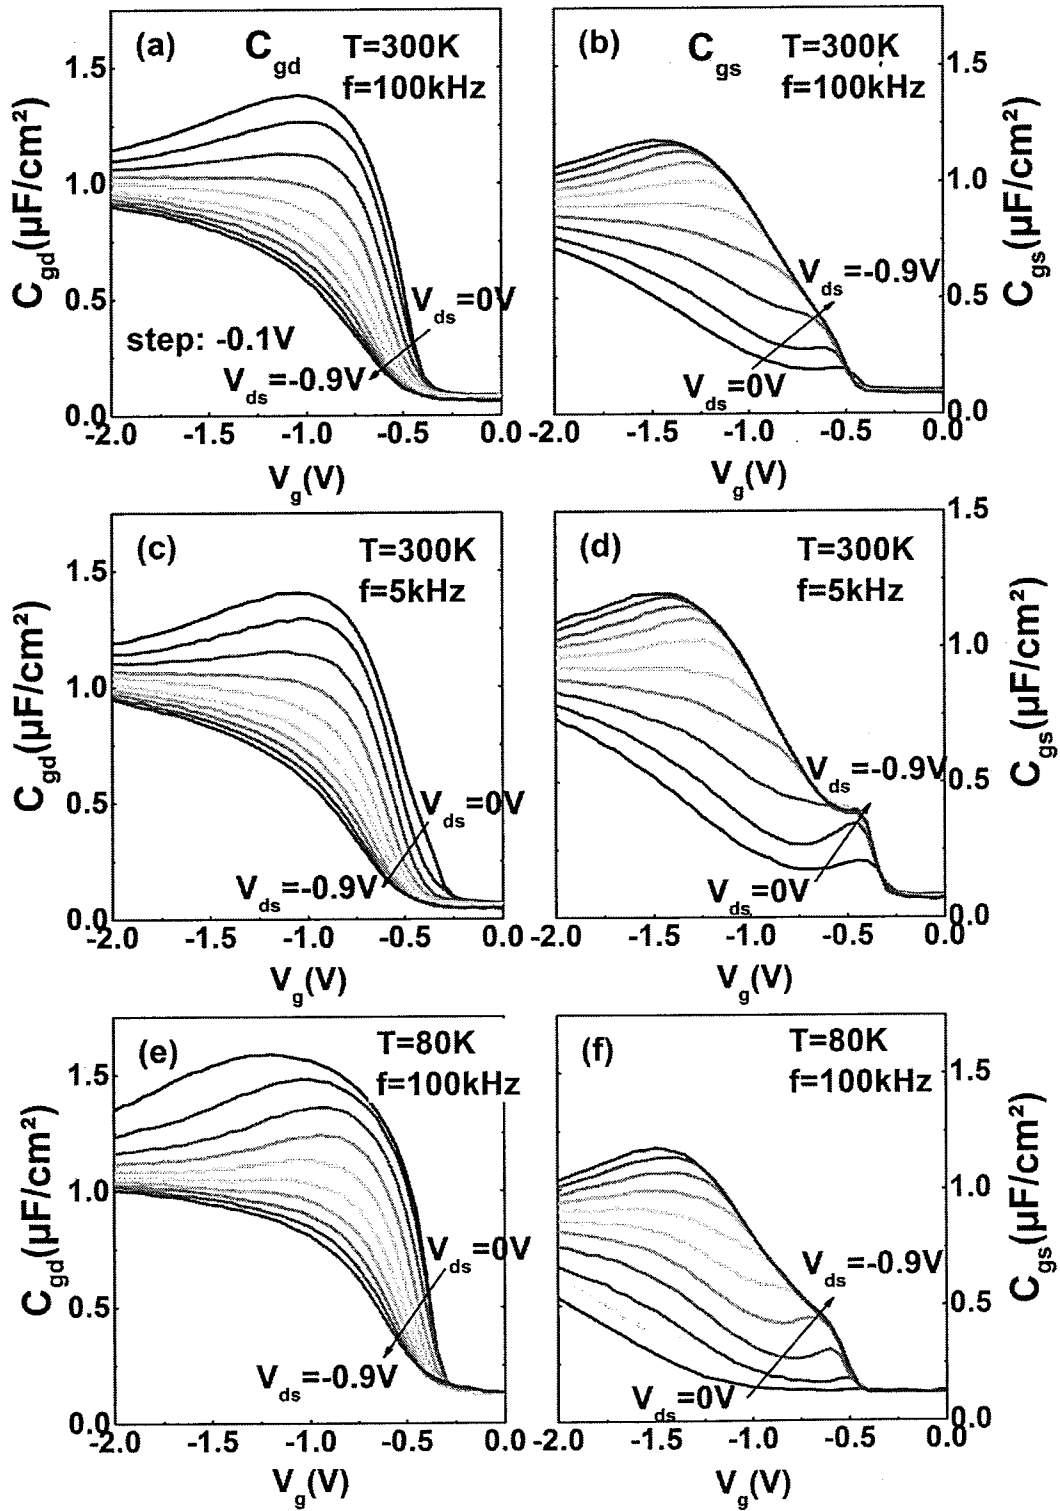 (a) C_gd T=300K
f=100kHz
1.5
1.0
0.5
0.0
C_gd(µF/cm²)
V_ds=0V
step: -0.1V
V_ds=-0.9V
-2.0 -1.5 -1.0 -0.5 0.0
V_g(V)
(b) C_gs T=300K
f=100kHz
1.5
1.0
0.5
0.0
C_gs(µF/cm²)
V_ds=-0.9V
V_ds=0V
-2.0 -1.5 -1.0 -0.5 0.0
V_g(V)
(c) T=300K
f=5kHz
1.5
1.0
0.5
0.0
C_gd(µF/cm²)
V_ds=0V
V_ds=-0.9V
-2.0 -1.5 -1.0 -0.5 0.0
V_g(V)
(d) T=300K
f=5kHz
1.5
1.0
0.5
0.0
C_gs(µF/cm²)
V_ds=-0.9V
V_ds=0V
-2.0 -1.5 -1.0 -0.5 0.0
V_g(V)
(e) T=80K
f=100kHz
1.5
1.0
0.5
0.0
C_gd(µF/cm²)
V_ds=0V
V_ds=-0.9V
-2.0 -1.5 -1.0 -0.5 0.0
V_g(V)
(f) T=80K
f=100kHz
1.5
1.0
0.5
0.0
C_gs(µF/cm²)
V_ds=-0.9V
V_ds=0V
-2.0 -1.5 -1.0 -0.5 0.0
V_g(V)